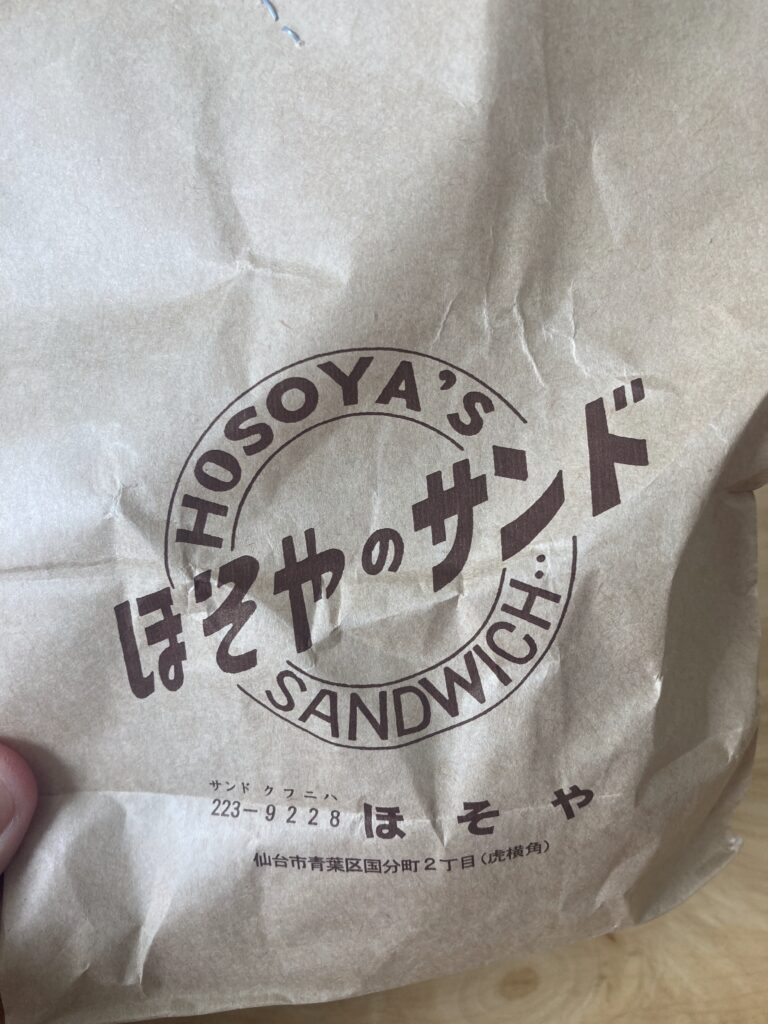 HOSOYA'S
ほそやのサンド
SANDWICH..
サンド クフニハ
223-9228 ほそや
仙台市青葉区国分町2丁目(虎横角)